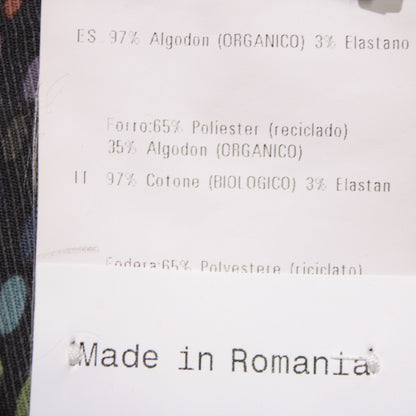 ES 97% Algodon (ORGANICO) 3% Elastano
Forro:65% Poliester (reciclado)
35% Algodon (ORGANICO)
IT 97% Cotone (BIOLOGICO) 3% Elastan
Fodera:65% Polyestere (riciclato)
Made in Romania